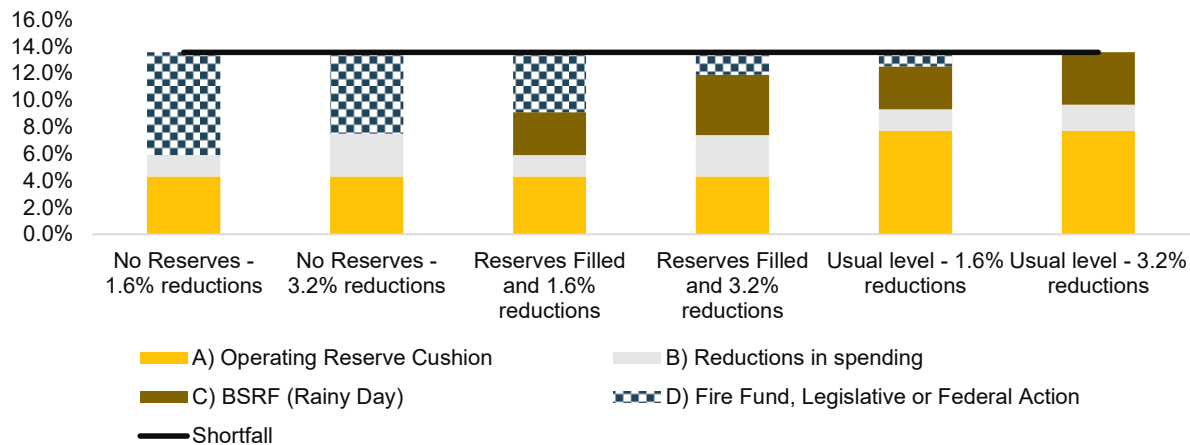 16.0%
14.0%
12.0%
10.0%
8.0%
6.0%
4.0%
2.0%
0.0%
No Reserves -
1.6% reductions
No Reserves -
3.2% reductions
Reserves Filled
and 1.6%
reductions
Reserves Filled
and 3.2%
reductions
Usual level - 1.6%
reductions
Usual level - 3.2%
reductions
A) Operating Reserve Cushion
B) Reductions in spending
C) BSRF (Rainy Day)
D) Fire Fund, Legislative or Federal Action
Shortfall